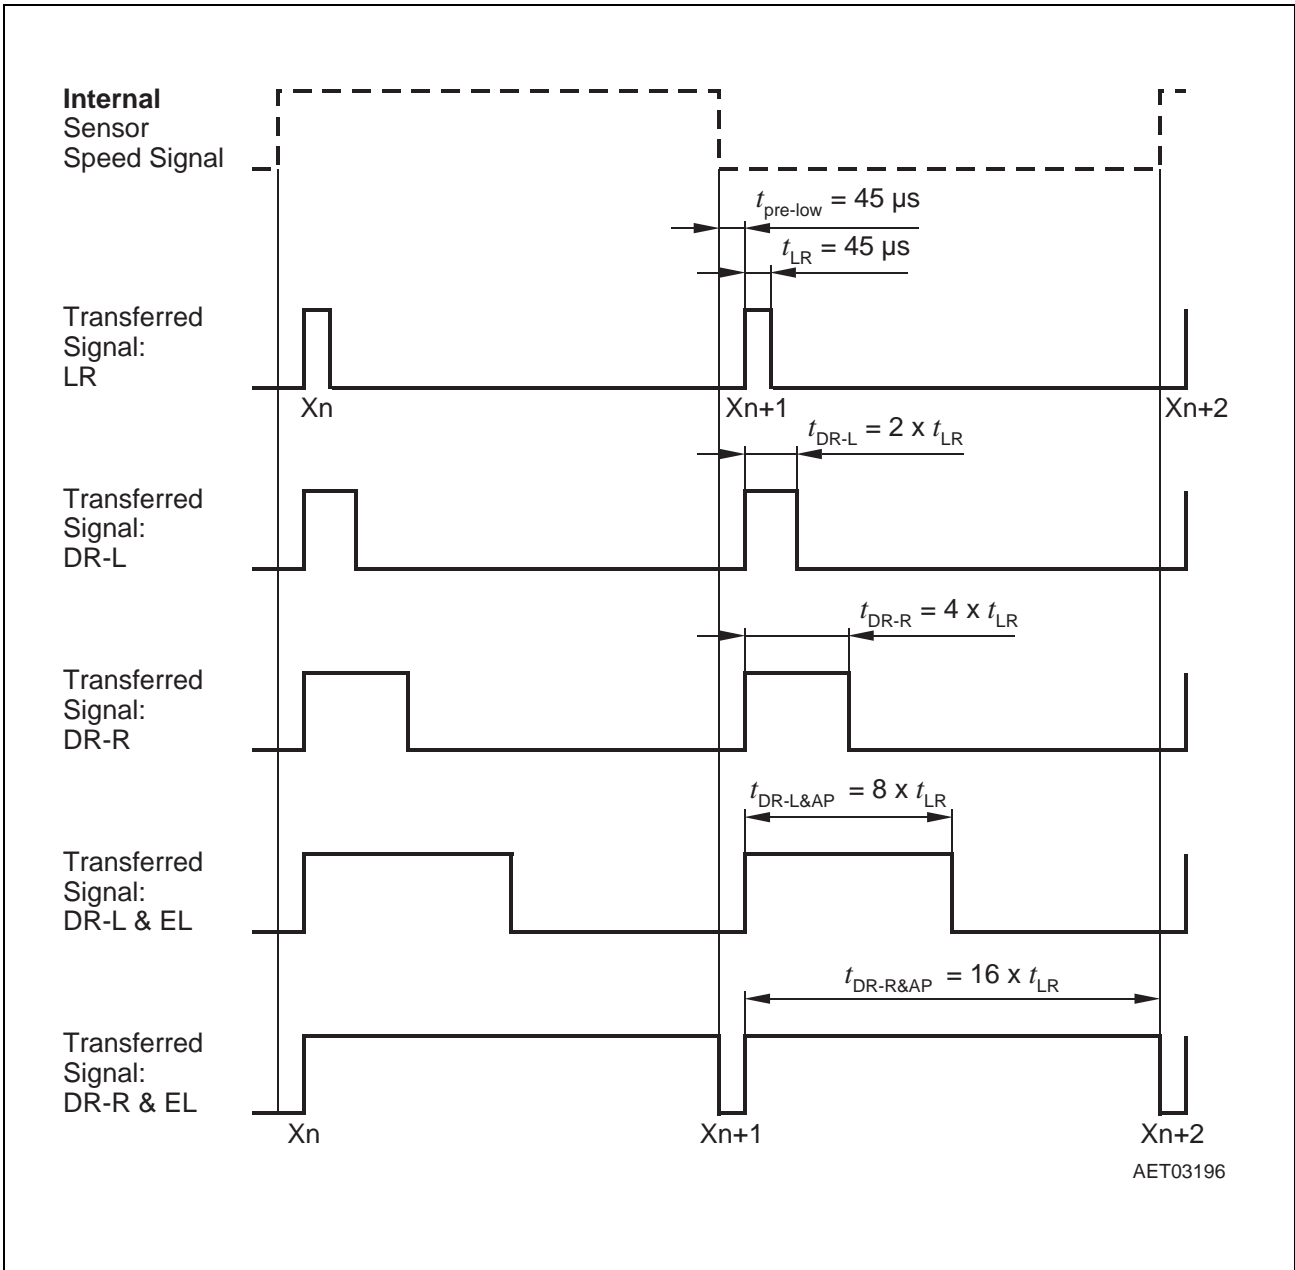 Internal
Sensor
Speed Signal
tpre-low = 45 µs
tLR = 45 µs
Transferred
Signal:
LR
Xn
Xn+1
Xn+2
tDR-L = 2 x tLR
Transferred
Signal:
DR-L
tDR-R = 4 x tLR
Transferred
Signal:
DR-R
tDR-L&AP = 8 x tLR
Transferred
Signal:
DR-L & EL
tDR-R&AP = 16 x tLR
Transferred
Signal:
DR-R & EL
Xn
Xn+1
Xn+2
AET03196